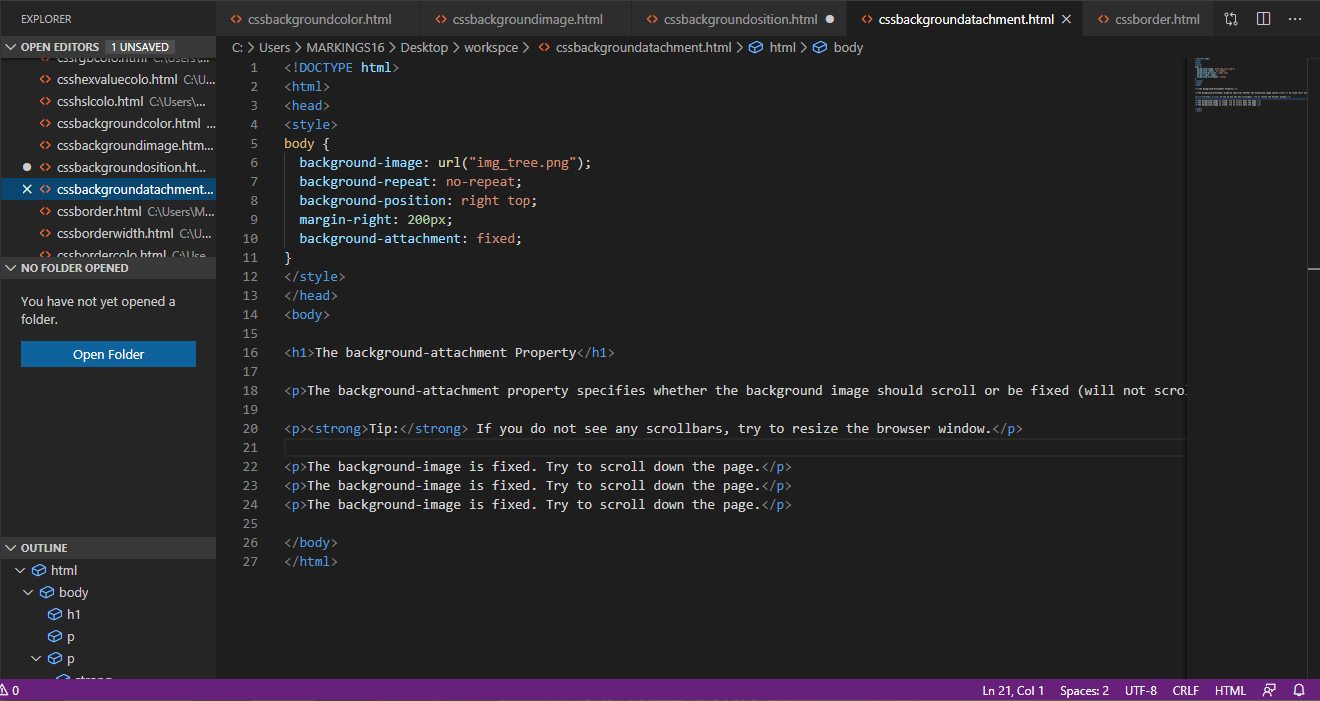 EXPLORER
cssbackgroundcolor.html
cssbackgroundimage.html
cssbackgroundosition.html
cssbackgroundatachment.html
cssborder.html
OPEN EDITORS 1 UNSAVED
C: > Users > MARKINGS16 > Desktop > workspce > cssbackgroundatachment.html > html > body
cssrgbcolo.html C:\Users\...
csshexvaluecolo.html C:\U...
csshslcolo.html C:\Users\...
cssbackgroundcolor.html ...
cssbackgroundimage.htm...
cssbackgroundosition.ht...
cssbackgroundatachment...
cssborder.html C:\Users\M...
cssborderwidth.html C:\U...
cssbordercolo.html C:\Use...
NO FOLDER OPENED
You have not yet opened a
folder.
Open Folder
OUTLINE
html
body
h1
p
p
strong
1 <!DOCTYPE html>
2 <html>
3 <head>
4 <style>
5 body {
6   background-image: url("img_tree.png");
7   background-repeat: no-repeat;
8   background-position: right top;
9   margin-right: 200px;
10   background-attachment: fixed;
11 }
12 </style>
13 </head>
14 <body>
15
16 <h1>The background-attachment Property</h1>
17
18 <p>The background-attachment property specifies whether the background image should scroll or be fixed (will not scrol
19
20 <p><strong>Tip:</strong> If you do not see any scrollbars, try to resize the browser window.</p>
21
22 <p>The background-image is fixed. Try to scroll down the page.</p>
23 <p>The background-image is fixed. Try to scroll down the page.</p>
24 <p>The background-image is fixed. Try to scroll down the page.</p>
25
26 </body>
27 </html>
0
Ln 21, Col 1
Spaces: 2
UTF-8
CRLF
HTML